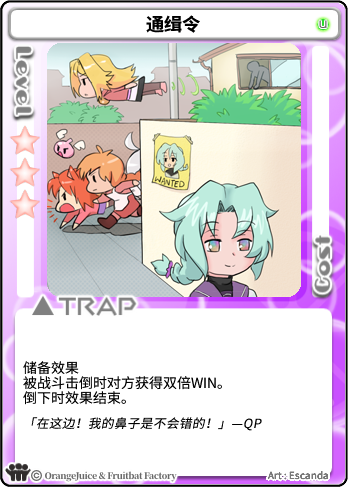 通缉令
U
Level
WANTED
Cost
TRAP
储备效果
被战斗击倒时对方获得双倍WIN。
倒下时效果结束。
「在这边！我的鼻子是不会错的！」—QP
© OrangeJuice & Fruitbat Factory
Art: Escanda